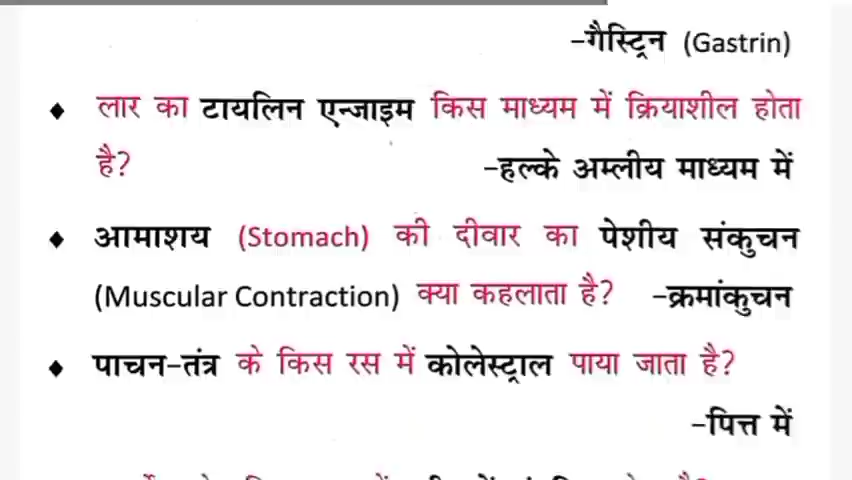 -गैस्ट्रिन (Gastrin)
♦ लार का टायलिन एन्जाइम किस माध्यम में क्रियाशील होता
है? -हल्के अम्लीय माध्यम में
♦ आमाशय (Stomach) की दीवार का पेशीय संकुचन
(Muscular Contraction) क्या कहलाता है? -क्रमांकुचन
♦ पाचन-तंत्र के किस रस में कोलेस्ट्राल पाया जाता है?
-पित्त में